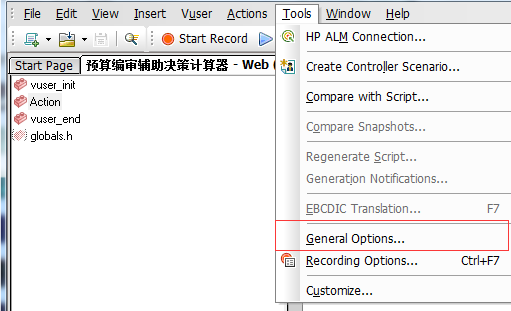 File Edit View Insert Vuser Actions Tools Window Help
Start Record
Start Page 预算编审辅助决策计算器 - Web (
vuser_init
Action
vuser_end
globals.h
HP ALM Connection...
Create Controller Scenario...
Compare with Script...
Compare Snapshots...
Regenerate Script...
Generation Notifications...
EBCDIC Translation... F7
General Options...
Recording Options... Ctrl+F7
Customize...